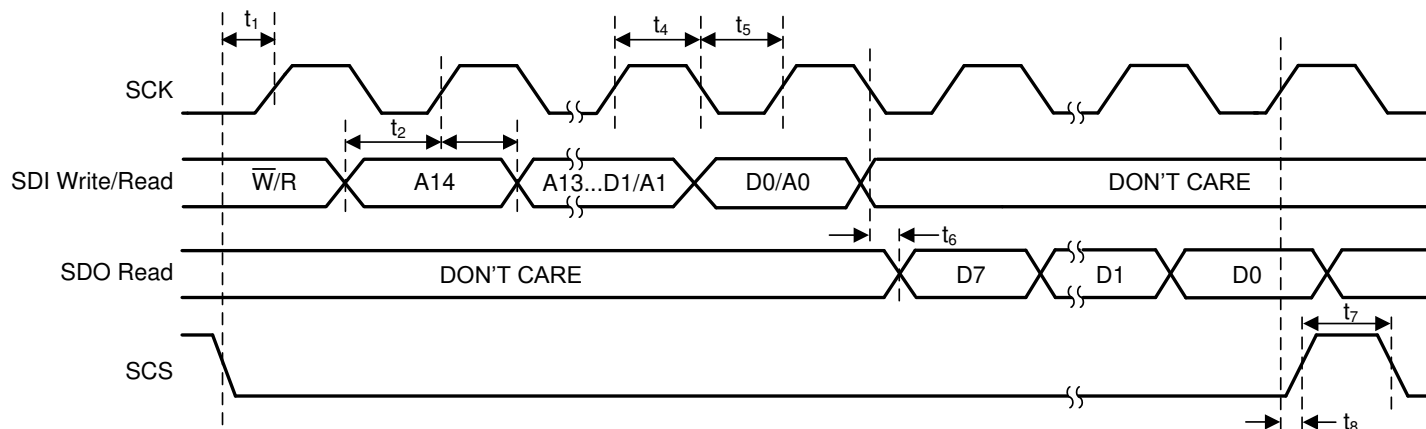 t1
t4
t5
SCK
t2
SDI Write/Read
W/R
A14
A13...D1/A1
D0/A0
DON'T CARE
t6
SDO Read
DON'T CARE
D7
D1
D0
t7
SCS
t8